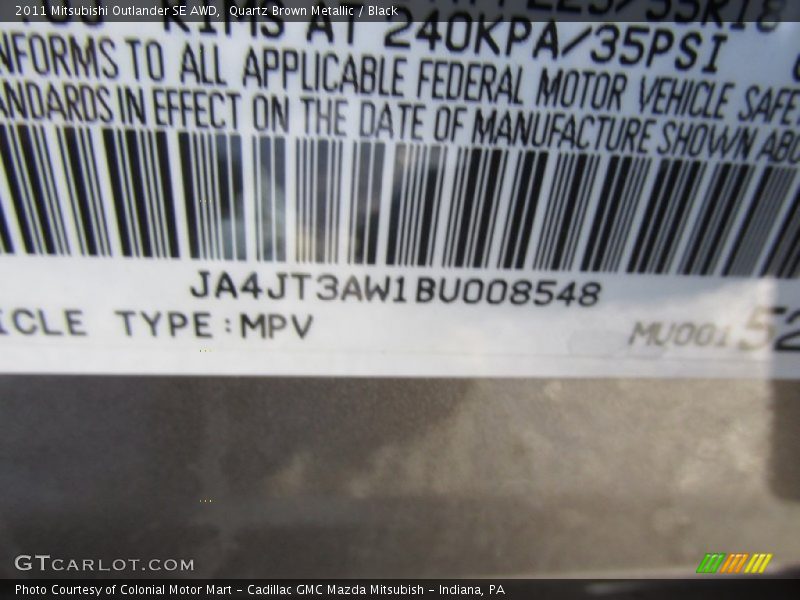 2011 Mitsubishi Outlander SE AWD,  Quartz Brown Metallic / Black
RIMS AT 240KPA/35PSI
NFORMS TO ALL APPLICABLE FEDERAL MOTOR VEHICLE SAFE
ANDARDS IN EFFECT ON THE DATE OF MANUFACTURE SHOWN ABO
JA4JT3AW1BU008548
ICLE TYPE:MPV
MU001 52
GTCARLOT.COM
Photo Courtesy of Colonial Motor Mart - Cadillac GMC Mazda Mitsubish - Indiana, PA